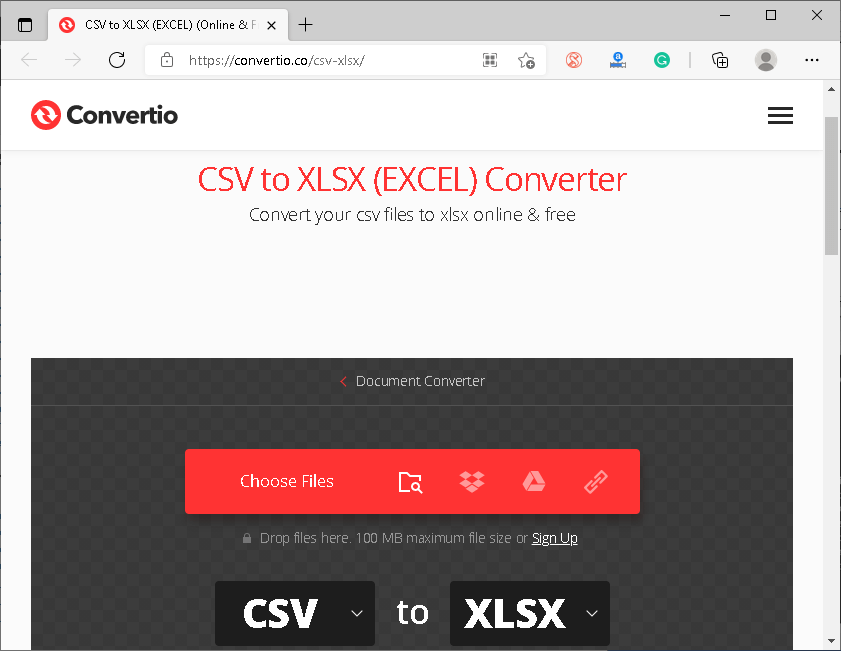 CSV to XLSX (EXCEL) (Online & F
https://convertio.co/csv-xlsx/
Convertio
CSV to XLSX (EXCEL) Converter
Convert your csv files to xlsx online & free
Document Converter
Choose Files
Drop files here. 100 MB maximum file size or Sign Up
CSV to XLSX